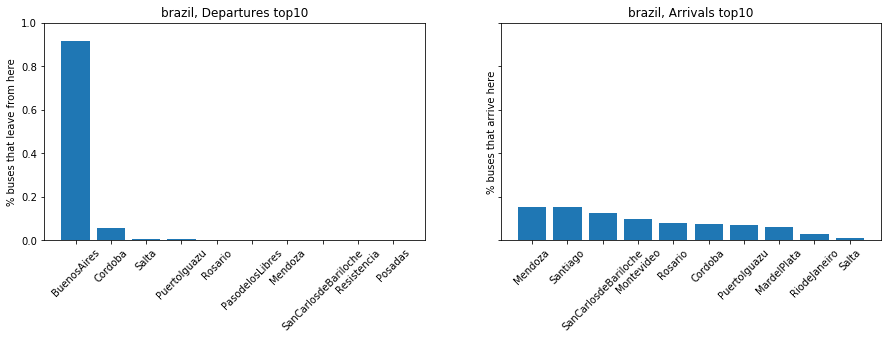 brazil, Departures top10
% buses that leave from here
1.0
0.8
0.6
0.4
0.2
0.0
BuenosAires
Cordoba
Salta
PuertoIguazu
Rosario
PasodelosLibres
Mendoza
SanCarlosdeBariloche
Resistencia
Posadas
brazil, Arrivals top10
% buses that arrive here
Mendoza
Santiago
SanCarlosdeBariloche
Montevideo
Rosario
Cordoba
PuertoIguazu
MardelPlata
RiodeJaneiro
Salta